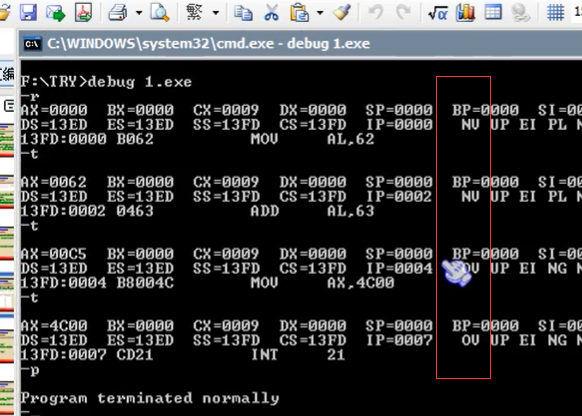 繁
√α
C:\WINDOWS\system32\cmd.exe - debug 1.exe
F:\TRY>debug 1.exe
-r
AX=0000 BX=0000 CX=0009 DX=0000 SP=0000 BP=0000 SI=00
DS=13ED ES=13ED SS=13FD CS=13FD IP=0000 NV UP EI PL N
13FD:0000 B062 MOV AL,62
-t
AX=0062 BX=0000 CX=0009 DX=0000 SP=0000 BP=0000 SI=00
DS=13ED ES=13ED SS=13FD CS=13FD IP=0002 NV UP EI PL N
13FD:0002 0463 ADD AL,63
-t
AX=00C5 BX=0000 CX=0009 DX=0000 SP=0000 BP=0000 SI=00
DS=13ED ES=13ED SS=13FD CS=13FD IP=0004 UP EI NG N
13FD:0004 B8004C MOV AX,4C00
-t
AX=4C00 BX=0000 CX=0009 DX=0000 SP=0000 BP=0000 SI=00
DS=13ED ES=13ED SS=13FD CS=13FD IP=0007 OV UP EI NG N
13FD:0007 CD21 INT 21
-p
Program terminated normally
-